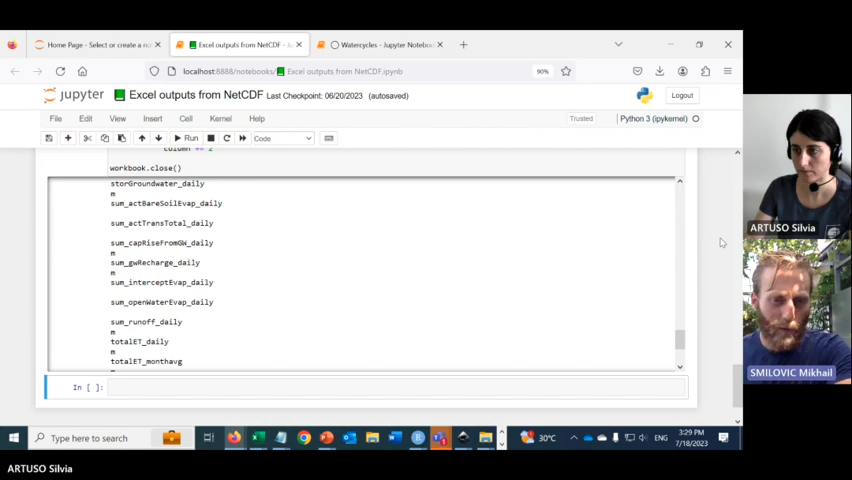 Home Page - Select or create a no
Excel outputs from NetCDF - J
Watercycles - Jupyter Notebook
localhost:8888/notebooks/ Excel outputs from NetCDF.ipynb
90%
jupyter Excel outputs from NetCDF Last Checkpoint: 06/20/2023 (autosaved)
Logout
File Edit View Insert Cell Kernel Help
Trusted
Python 3 (ipykernel)
Run
Code
column += 2
workbook.close()
storGroundwater_daily
m
sum_actBareSoilEvap_daily
sum_actTransTotal_daily
sum_capRiseFromGW_daily
m
sum_gwRecharge_daily
m
sum_interceptEvap_daily
sum_openWaterEvap_daily
sum_runoff_daily
m
totalET_daily
m
totalET_monthavg
In [ ]:
ARTUSO Silvia
SMILOVIC Mikhail
Type here to search
30°C
ENG
3:29 PM
7/18/2023
ARTUSO Silvia